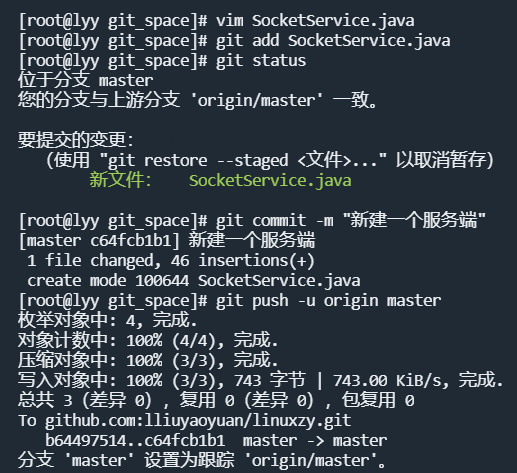 [root@lyy git_space]# vim SocketService.java
[root@lyy git_space]# git add SocketService.java
[root@lyy git_space]# git status
位于分支 master
您的分支与上游分支 'origin/master' 一致。
要提交的变更：
(使用 "git restore --staged <文件>..." 以取消暂存)
新文件： SocketService.java
[root@lyy git_space]# git commit -m "新建一个服务端"
[master c64fcb1b1] 新建一个服务端
1 file changed, 46 insertions(+)
create mode 100644 SocketService.java
[root@lyy git_space]# git push -u origin master
枚举对象中: 4, 完成.
对象计数中: 100% (4/4), 完成.
压缩对象中: 100% (3/3), 完成.
写入对象中: 100% (3/3), 743 字节 | 743.00 KiB/s, 完成.
总共 3（差异 0），复用 0（差异 0），包复用 0
To github.com:lliuyaoyuan/linuxzy.git
b64497514..c64fcb1b1 master -> master
分支 'master' 设置为跟踪 'origin/master'。